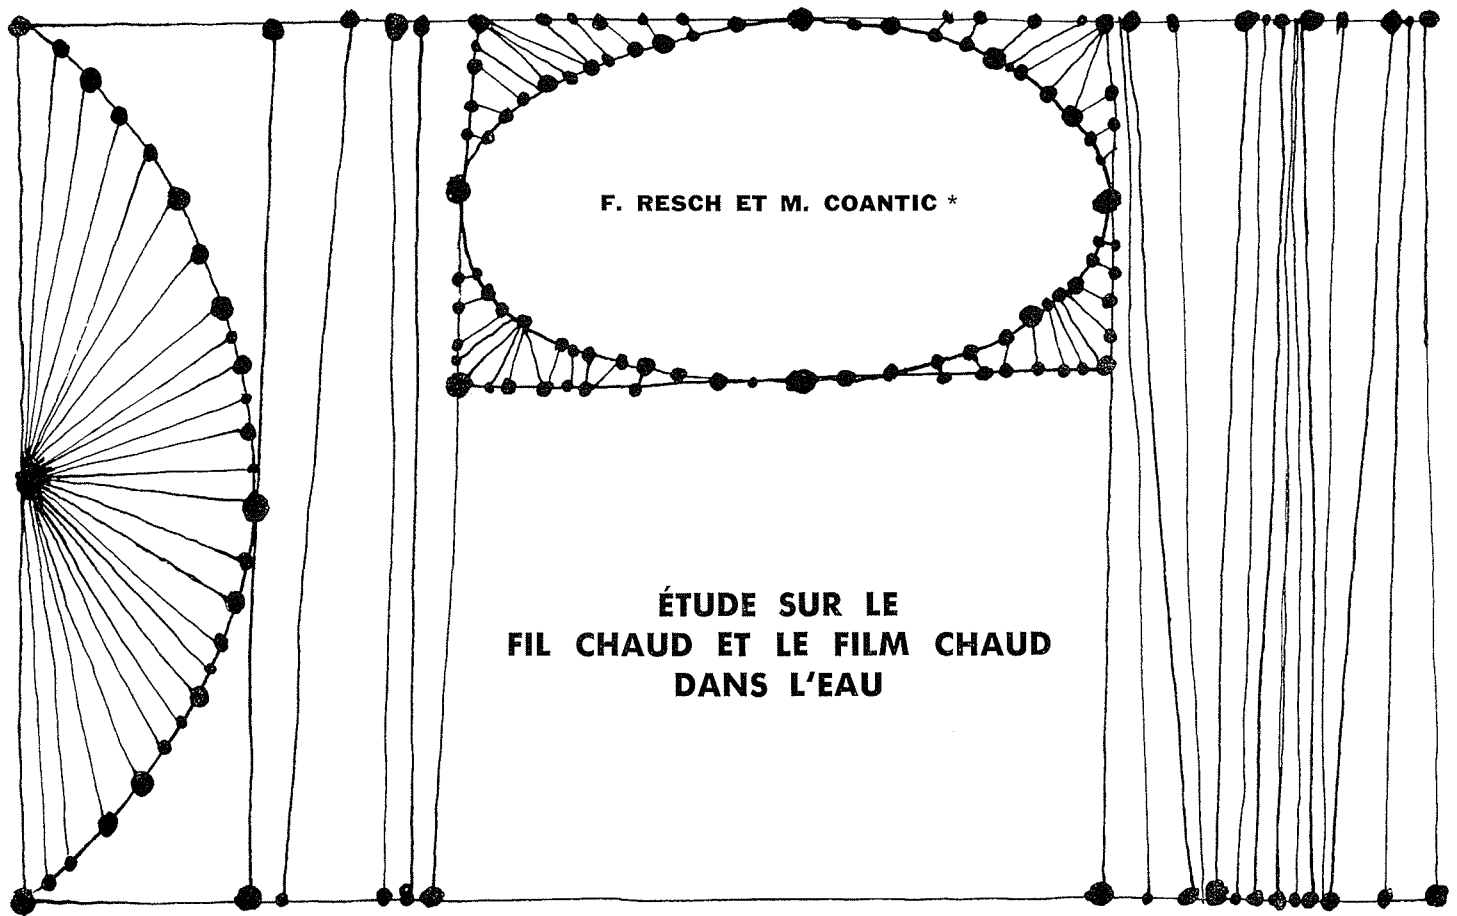 F. RESCH ET M. COANTIC *
ÉTUDE SUR LE
FIL CHAUD ET LE FILM CHAUD
DANS L'EAU